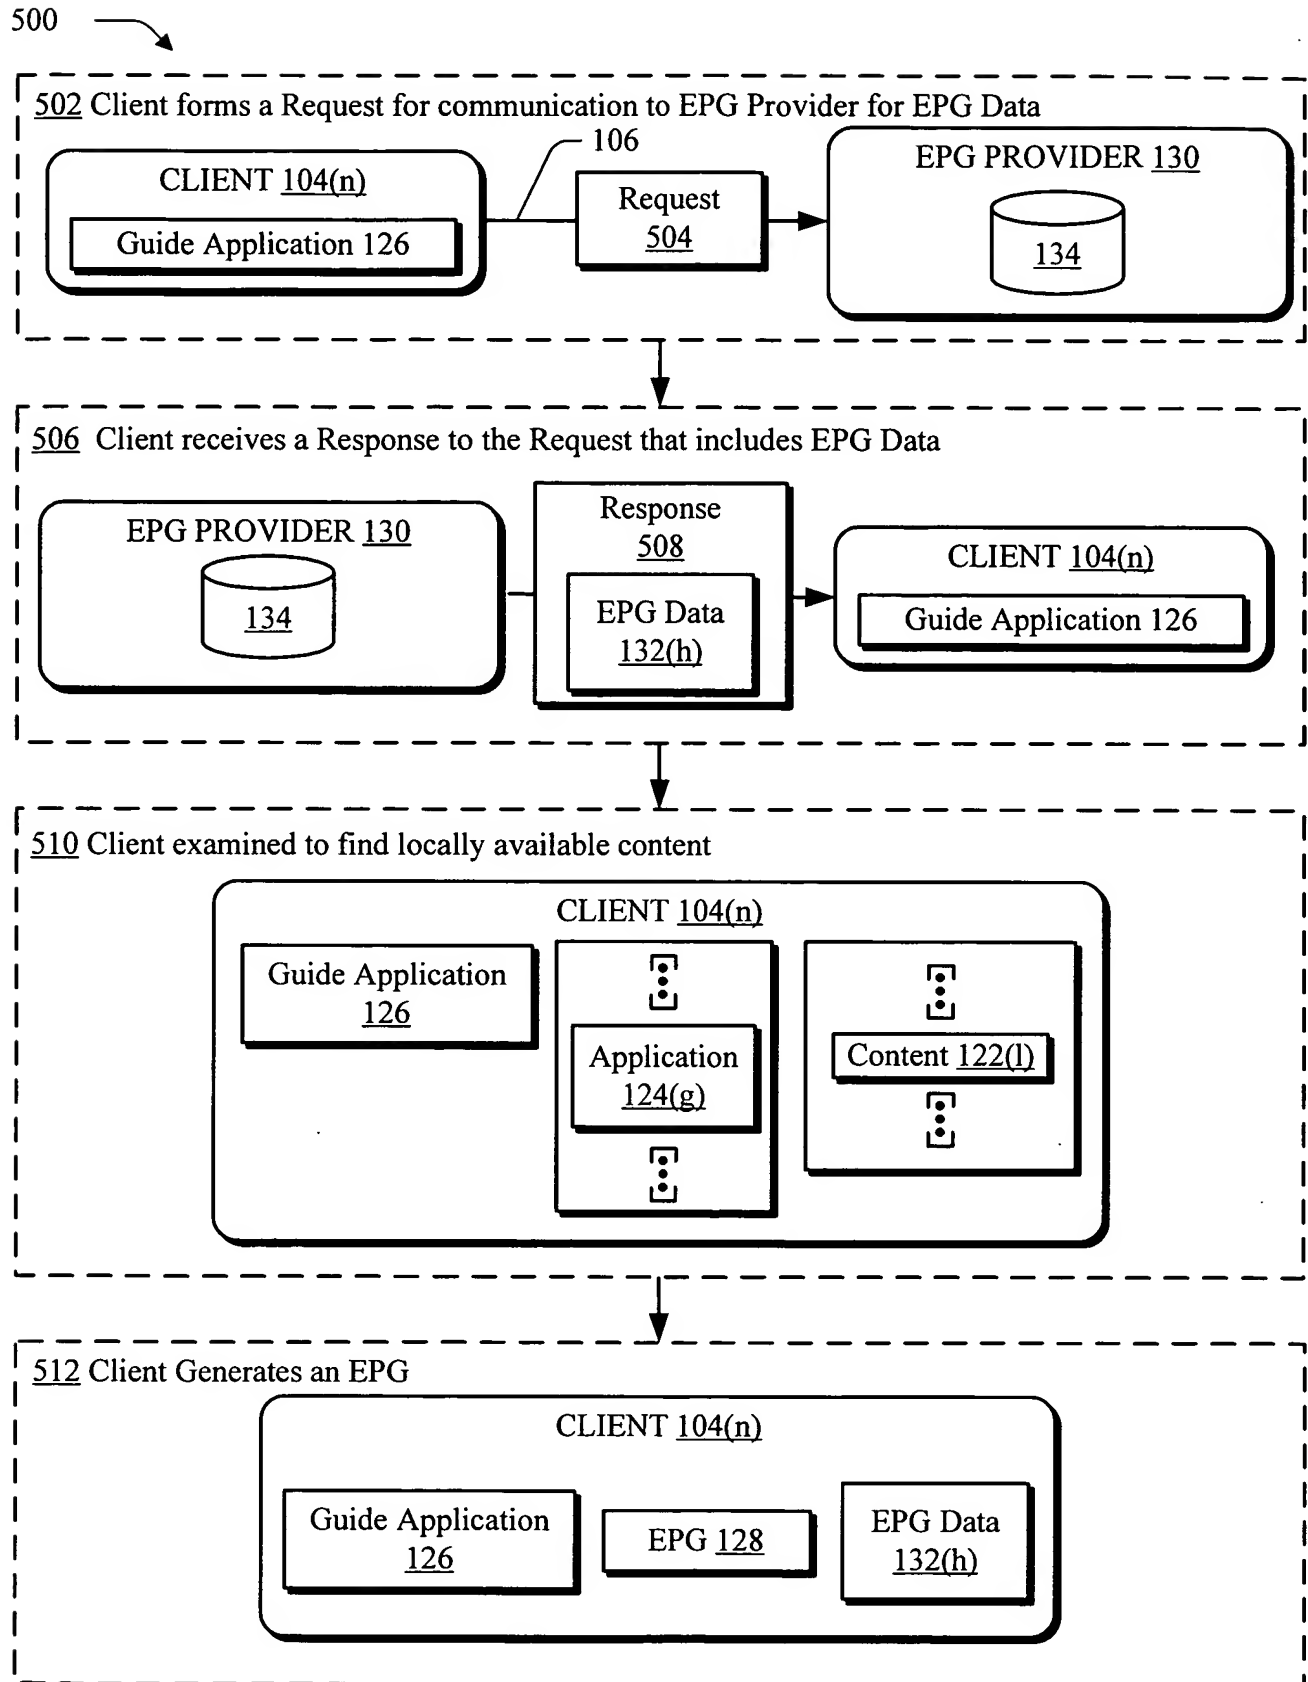 500
502 Client forms a Request for communication to EPG Provider for EPG Data
106
CLIENT 104(n)
Guide Application 126
Request
504
EPG PROVIDER 130
134
506 Client receives a Response to the Request that includes EPG Data
EPG PROVIDER 130
134
Response
508
EPG Data
132(h)
CLIENT 104(n)
Guide Application 126
510 Client examined to find locally available content
CLIENT 104(n)
Guide Application
126
Application
124(g)
Content 122(l)
512 Client Generates an EPG
CLIENT 104(n)
Guide Application
126
EPG 128
EPG Data
132(h)